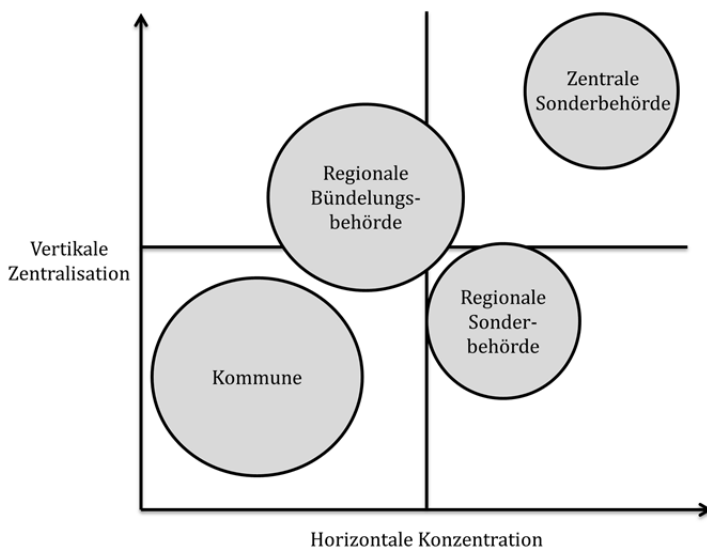 Zentrale
Sonderbehörde
Regionale
Bündelungs-
behörde
Vertikale
Zentralisation
Regionale
Sonder-
behörde
Kommune
Horizontale Konzentration